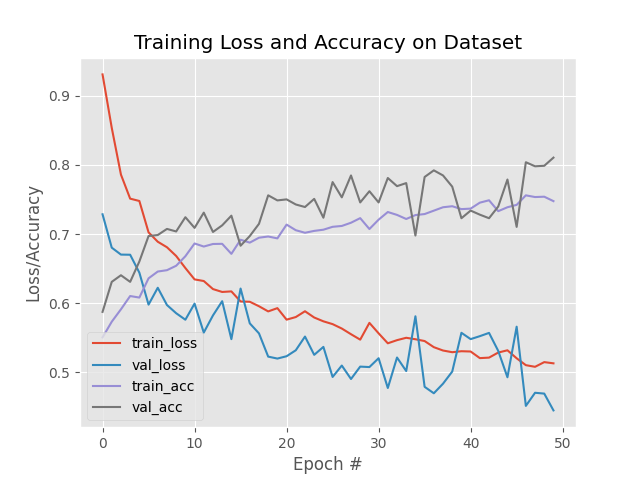 Training Loss and Accuracy on Dataset
Loss/Accuracy
0.9
0.8
0.7
0.6
0.5
train_loss
val_loss
train_acc
val_acc
0 10 20 30 40 50
Epoch #